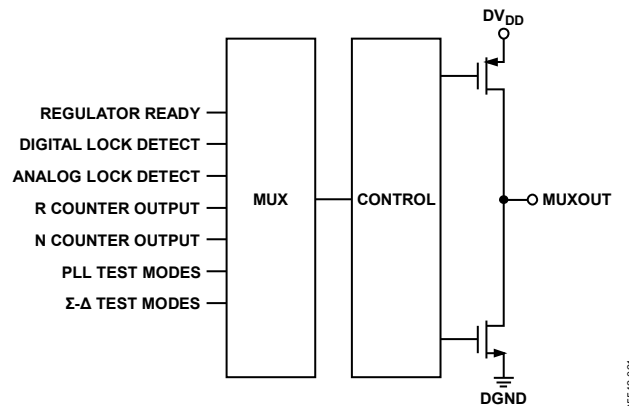 DVDD
REGULATOR READY
DIGITAL LOCK DETECT
ANALOG LOCK DETECT
R COUNTER OUTPUT
N COUNTER OUTPUT
PLL TEST MODES
Σ-Δ TEST MODES
MUX
CONTROL
MUXOUT
DGND